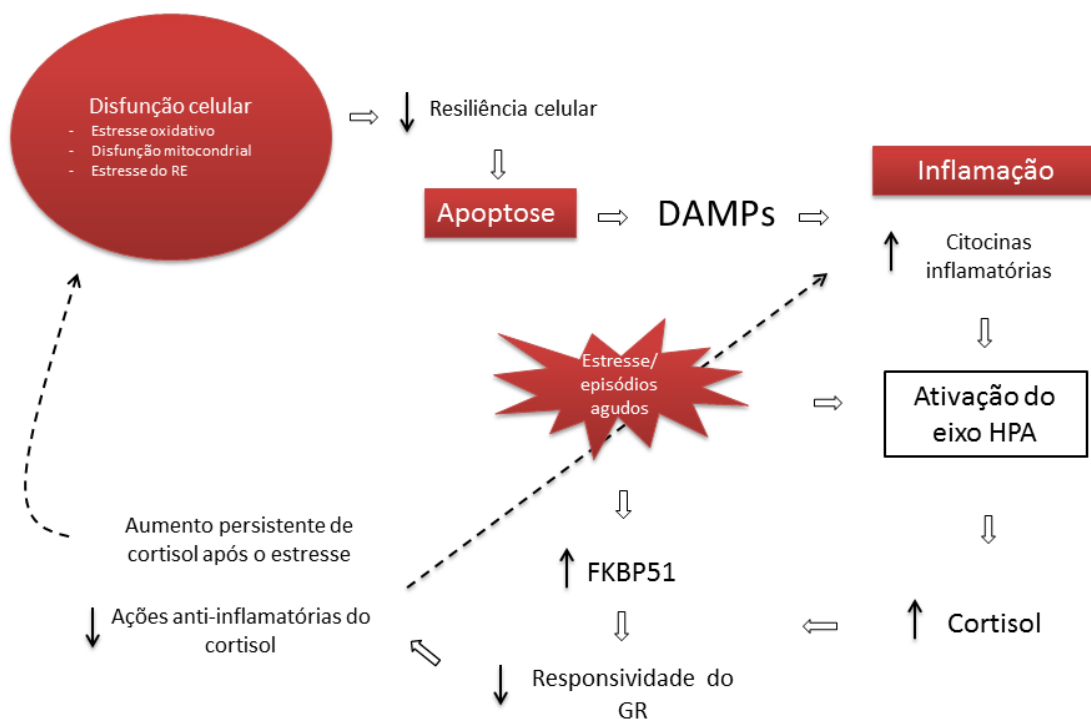 Disfunção celular
- Estresse oxidativo
- Disfunção mitocondrial
- Estresse do RE
Resiliência celular
Apoptose
DAMPs
Inflamação
Citocinas
inflamatórias
Estresse/
episódios
agudos
Ativação do
eixo HPA
Aumento persistente de
cortisol após o estresse
FKBP51
Ações anti-inflamatórias do
cortisol
Cortisol
Responsividade do
GR